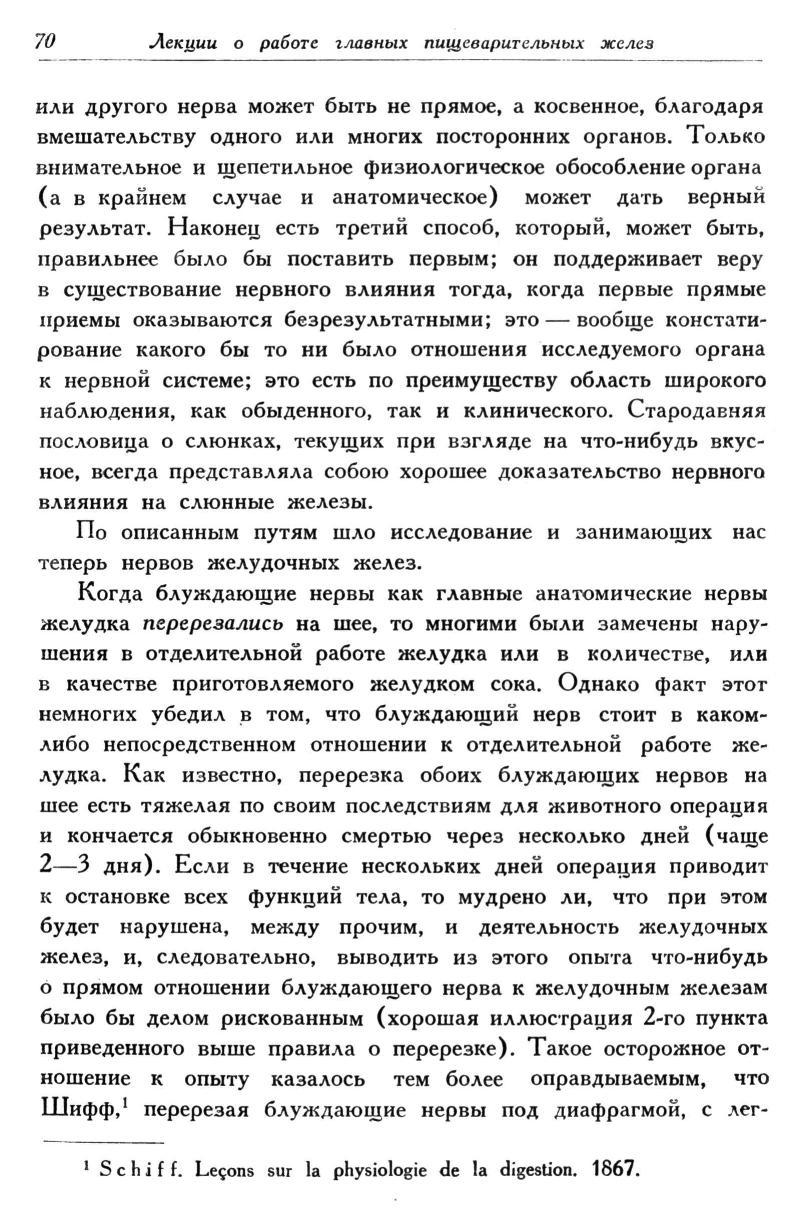 70 Лекции о работе главных пищеварительных желез
или другого нерва может быть не прямое, а косвенное, благодаря
вмешательству одного или многих посторонних органов. Только
внимательное и щепетильное физиологическое обособление органа
(а в крайнем случае и анатомическое) может дать верный
результат. Наконец есть третий способ, который, может быть,
правильнее было бы поставить первым; он поддерживает веру
в существование нервного влияния тогда, когда первые прямые
приемы оказываются безрезультатными; это — вообще констати-
рование какого бы то ни было отношения исследуемого органа
к нервной системе; это есть по преимуществу область широкого
наблюдения, как обыденного, так и клинического. Стародавняя
пословица о слюнках, текущих при взгляде на что-нибудь вкус-
ное, всегда представляла собою хорошее доказательство нервного
влияния на слюнные железы.
По описанным путям шло исследование и занимающих нас
теперь нервов желудочных желез.
Когда блуждающие нервы как главные анатомические нервы
желудка перерезались на шее, то многими были замечены нару-
шения в отделительной работе желудка или в количестве, или
в качестве приготовляемого желудком сока. Однако факт этот
немногих убедил в том, что блуждающий нерв стоит в каком-
либо непосредственном отношении к отделительной работе же-
лудка. Как известно, перерезка обоих блуждающих нервов на
шее есть тяжелая по своим последствиям для животного операция
и кончается обыкновенно смертью через несколько дней (чаще
2—3 дня). Если в течение нескольких дней операция приводит
к остановке всех функций тела, то мудрено ли, что при этом
будет нарушена, между прочим, и деятельность желудочных
желез, и, следовательно, выводить из этого опыта что-нибудь
о прямом отношении блуждающего нерва к желудочным железам
было бы делом рискованным (хорошая иллюстрация 2-го пункта
приведенного выше правила о перерезке). Такое осторожное от-
ношение к опыту казалось тем более оправдываемым, что
Шифф,¹ перерезая блуждающие нервы под диафрагмой, с лег-
¹ Schiff. Leçons sur la physiologie de la digestion. 1867.